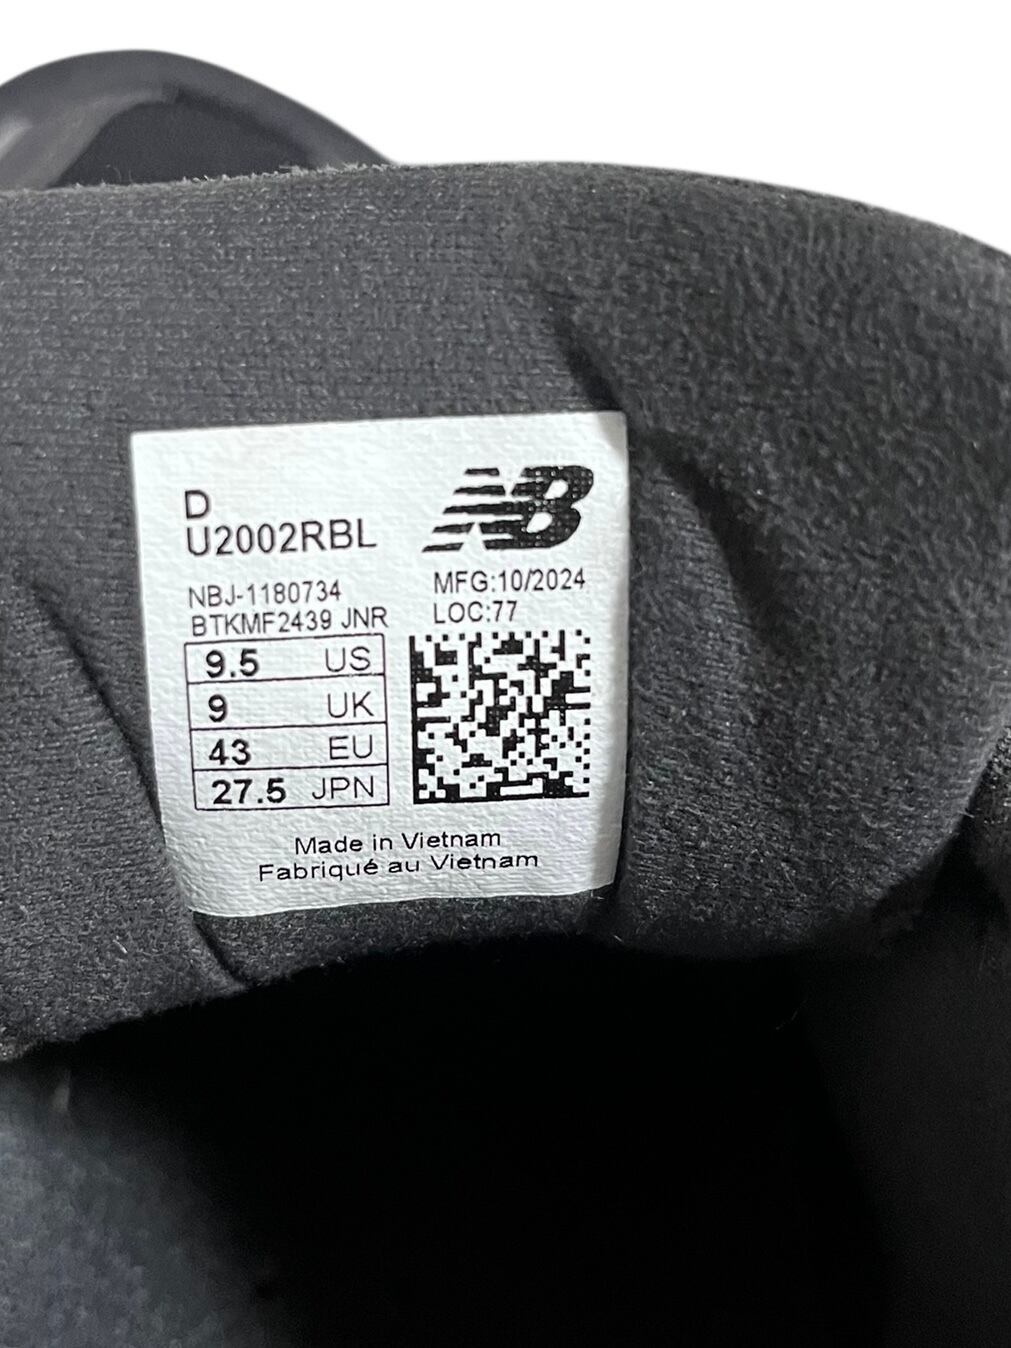 D
U2002RBL
NB
NBJ-1180734
BTKMF2439 JNR
MFG:10/2024
LOC:77
9.5 US
9 UK
43 EU
27.5 JPN
Made in Vietnam
Fabriqué au Vietnam